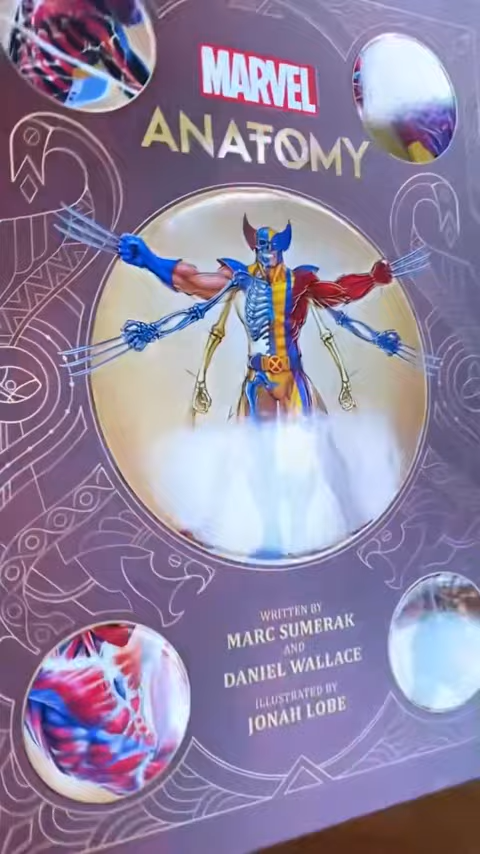 MARVEL
ANATOMY
WRITTEN BY
MARC SUMERAK
AND
DANIEL WALLACE
ILLUSTRATED BY
JONAH LOBE